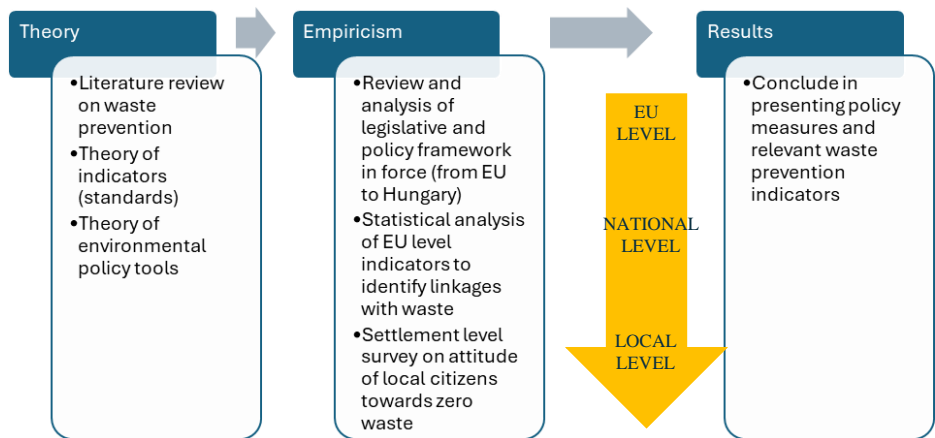 Theory
•Literature review
on waste
prevention
•Theory of
indicators
(standards)
•Theory of
environmental
policy tools
Empiricism
•Review and
analysis of
legislative and
policy framework
in force (from EU
to Hungary)
•Statistical analysis
of EU level
indicators to
identify linkages
with waste
•Settlement level
survey on attitude
of local citizens
towards zero
waste
EU
LEVEL
NATIONAL
LEVEL
LOCAL
LEVEL
Results
•Conclude in
presenting policy
measures and
relevant waste
prevention
indicators